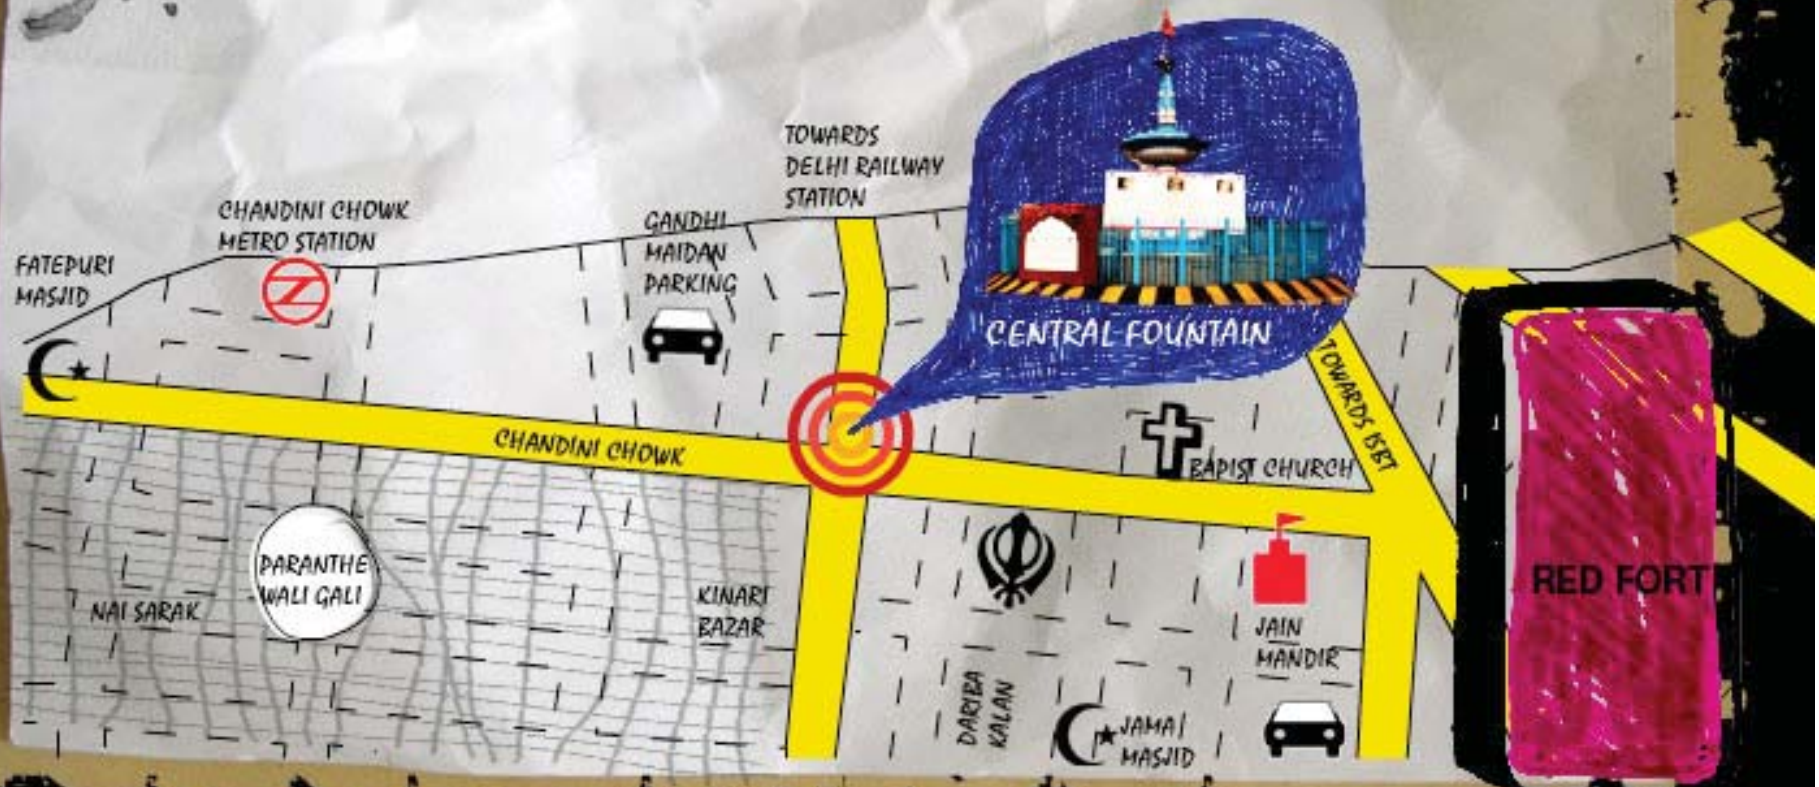 TOWARDS
DELHI RAILWAY
STATION
CHANDINI CHOWK
METRO STATION
GANDHI
MAIDAN
PARKING
FATEPURI
MASJID
CENTRAL FOUNTAIN
TOWARDS ISBT
CHANDINI CHOWK
BAPIST CHURCH
PARANTHE
WALI GALI
NAI SARAK
KINARI
BAZAR
RED FORT
JAIN
MANDIR
DARIBA
KALAN
JAMA
MASJID